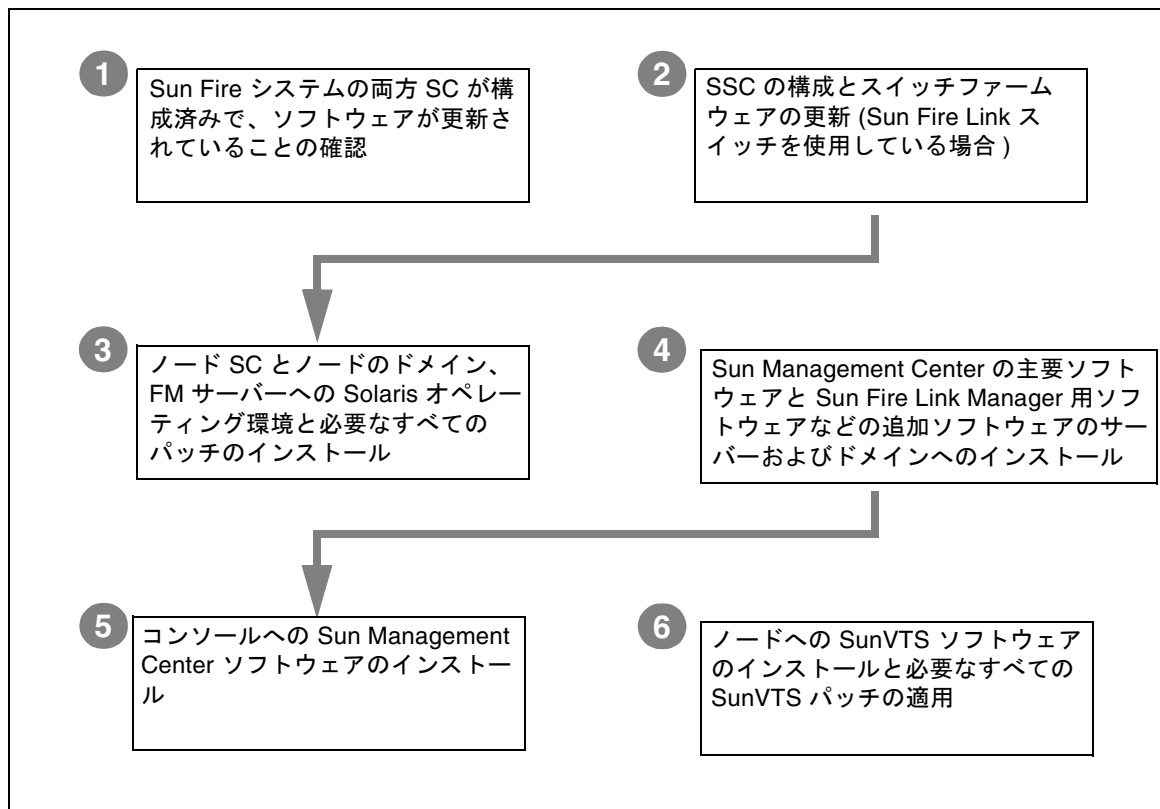 1
Sun Fire システムの両方 SC が構
成済みで、ソフトウェアが更新さ
れていることの確認
2
SSC の構成とスイッチファーム
ウェアの更新 (Sun Fire Link ス
イッチを使用している場合 )
3
ノード SC とノードのドメイン、
FM サーバーへの Solaris オペレー
ティング環境と必要なすべての
パッチのインストール
4
Sun Management Center の主要ソフト
ウェアと Sun Fire Link Manager 用ソフ
トウェアなどの追加ソフトウェアのサー
バーおよびドメインへのインストール
5
コンソールへの Sun Management
Center ソフトウェアのインストー
ル
6
ノードへの SunVTS ソフトウェア
のインストールと必要なすべての
SunVTS パッチの適用